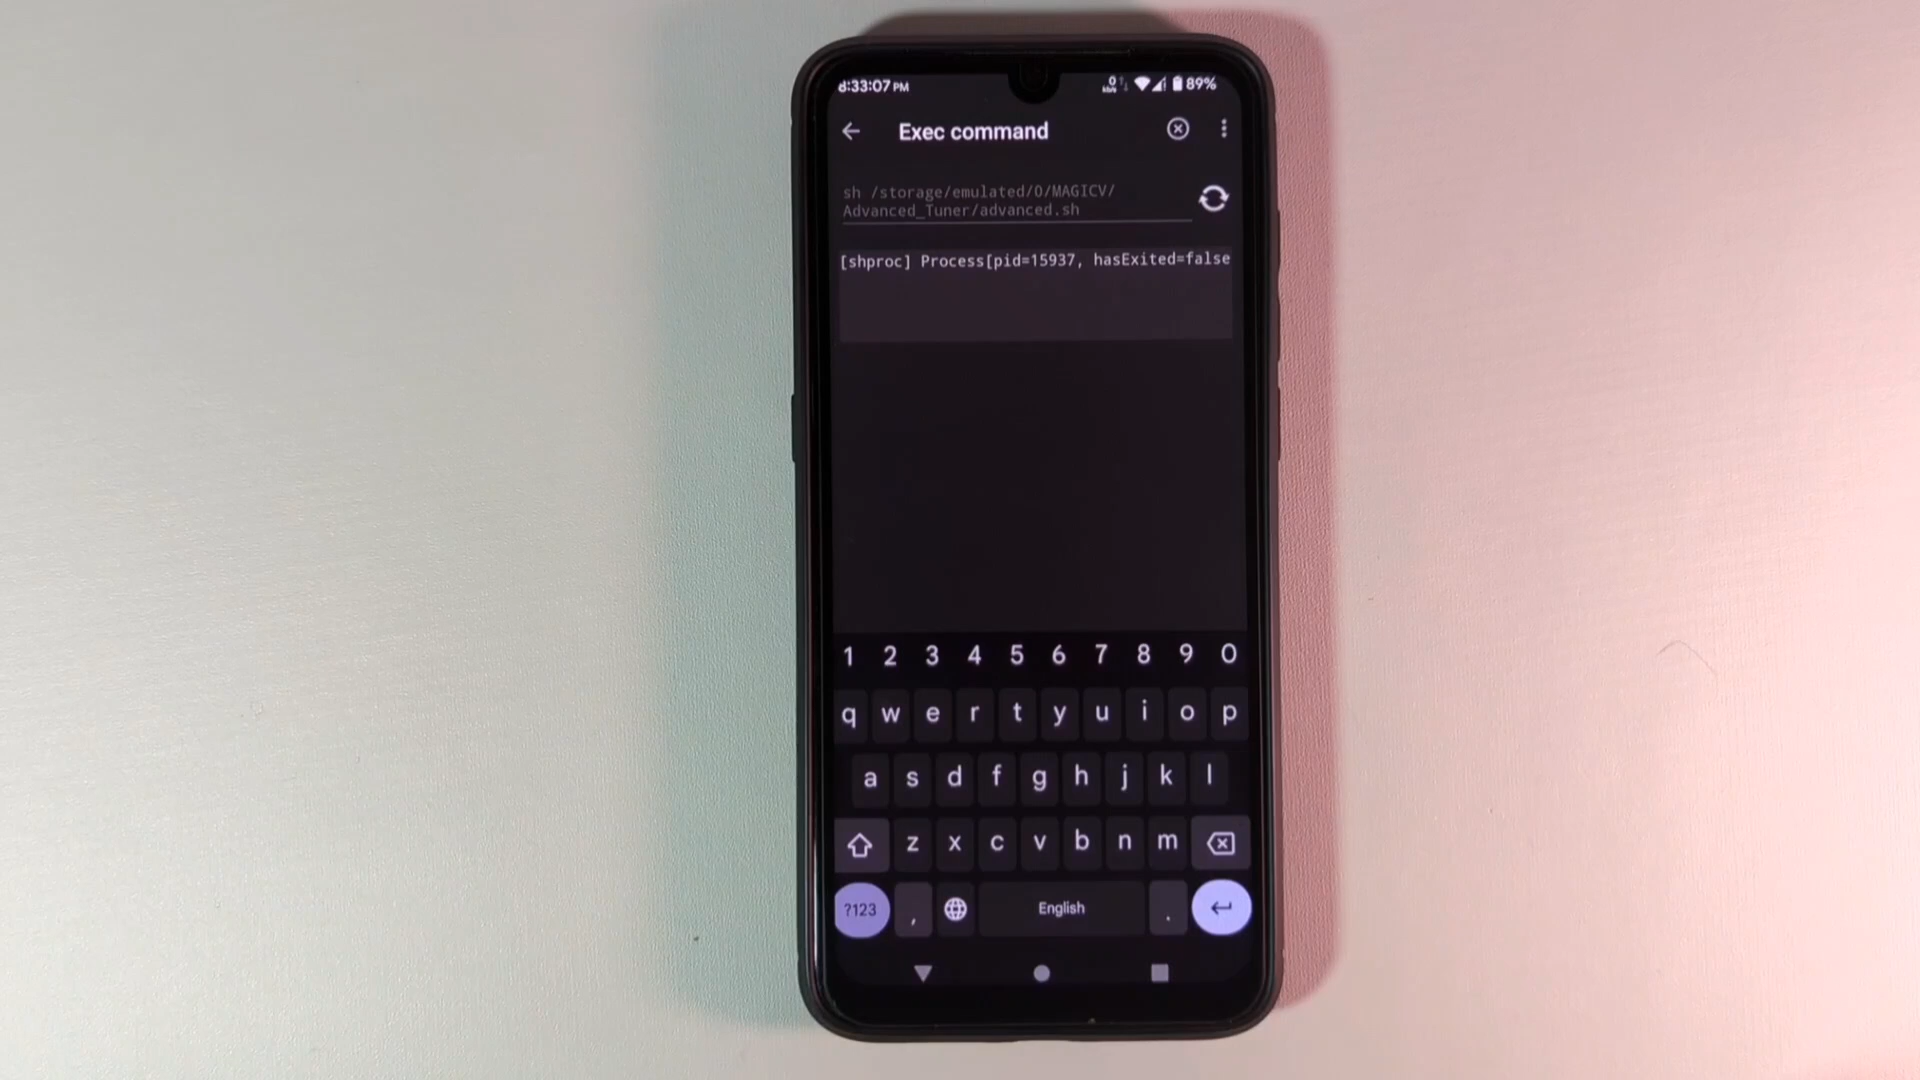 8:33:07 PM 89%
Exec command
sh /storage/emulated/0/MAGICV/
Advanced_Tuner/advanced.sh
[shproc] Process[pid=15937, hasExited=false
1 2 3 4 5 6 7 8 9 0
q w e r t y u i o p
a s d f g h j k l
z x c v b n m
?123 , English .